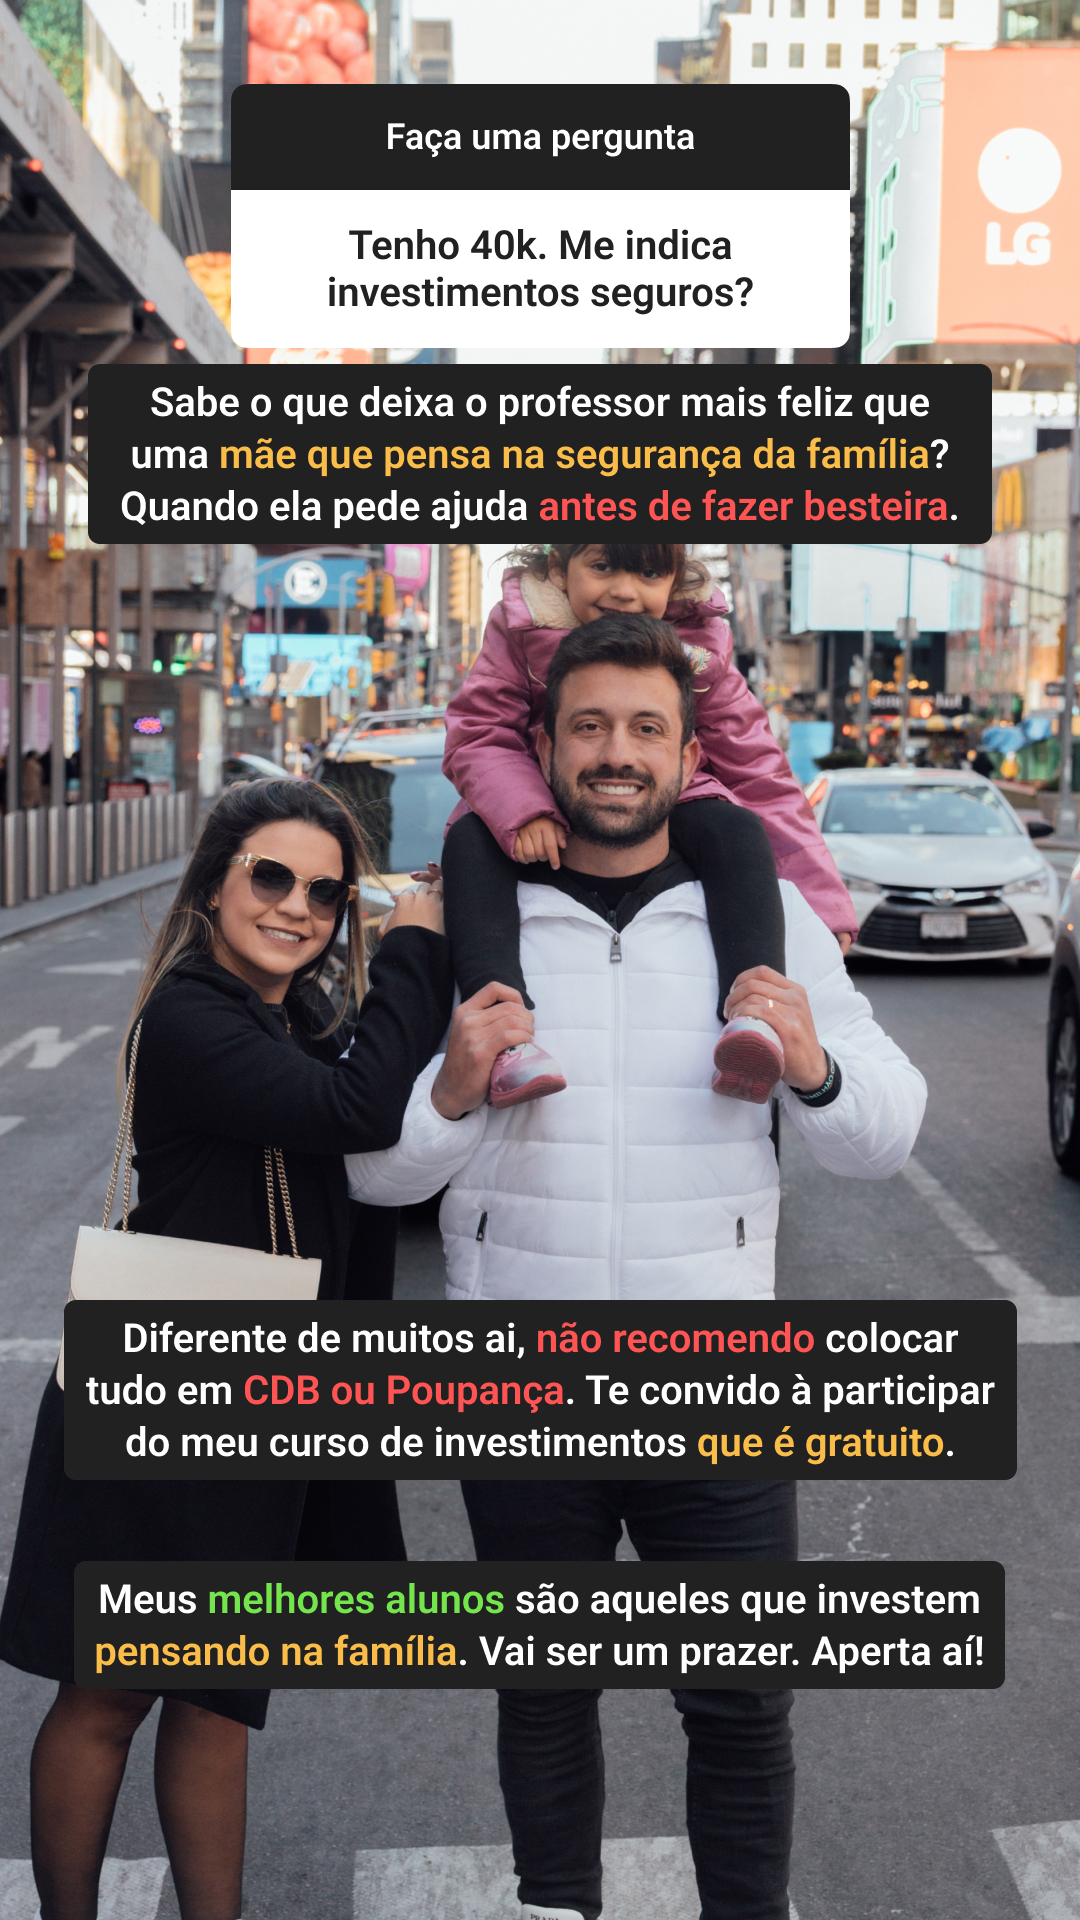 Faça uma pergunta
Tenho 40k. Me indica
investimentos seguros?
LG
Sabe o que deixa o professor mais feliz que
uma mãe que pensa na segurança da família?
Quando ela pede ajuda antes de fazer besteira.
Diferente de muitos ai, não recomendo colocar
tudo em CDB ou Poupança. Te convido à participar
do meu curso de investimentos que é gratuito.
Meus melhores alunos são aqueles que investem
pensando na família. Vai ser um prazer. Aperta aí!